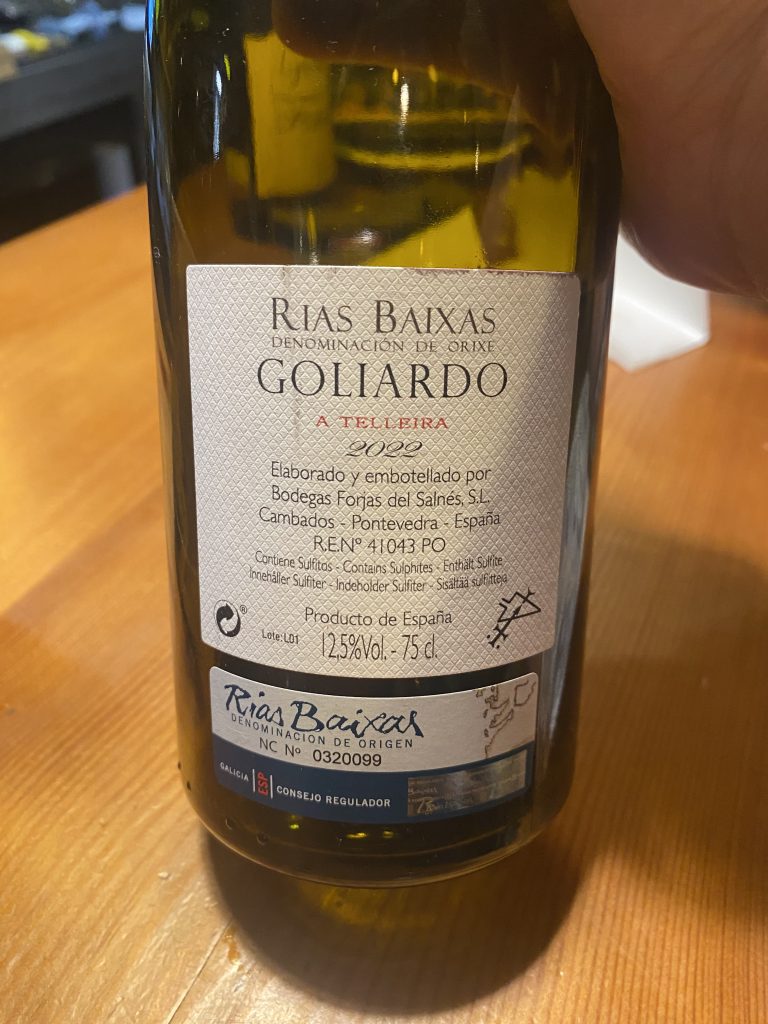 RIAS BAIXAS
DENOMINACIÓN DE ORIXE
GOLIARDO
A TELLEIRA
2022
Elaborado y embotellado por
Bodegas Forjas del Salnés, S.L.
Cambados - Pontevedra - España
R.E.Nº 41043 PO
Contiene Sulfitos - Contains Sulphites - Enthält Sulfite
Innehåller Sulfiter - Indeholder Sulfiter - Sisältää sulfiitteja
Producto de España
®
Lote: L01
12,5%Vol. - 75 cl.
Rías Baixas
DENOMINACION DE ORIGEN
NC Nº 0320099
GALICIA ESP CONSEJO REGULADOR